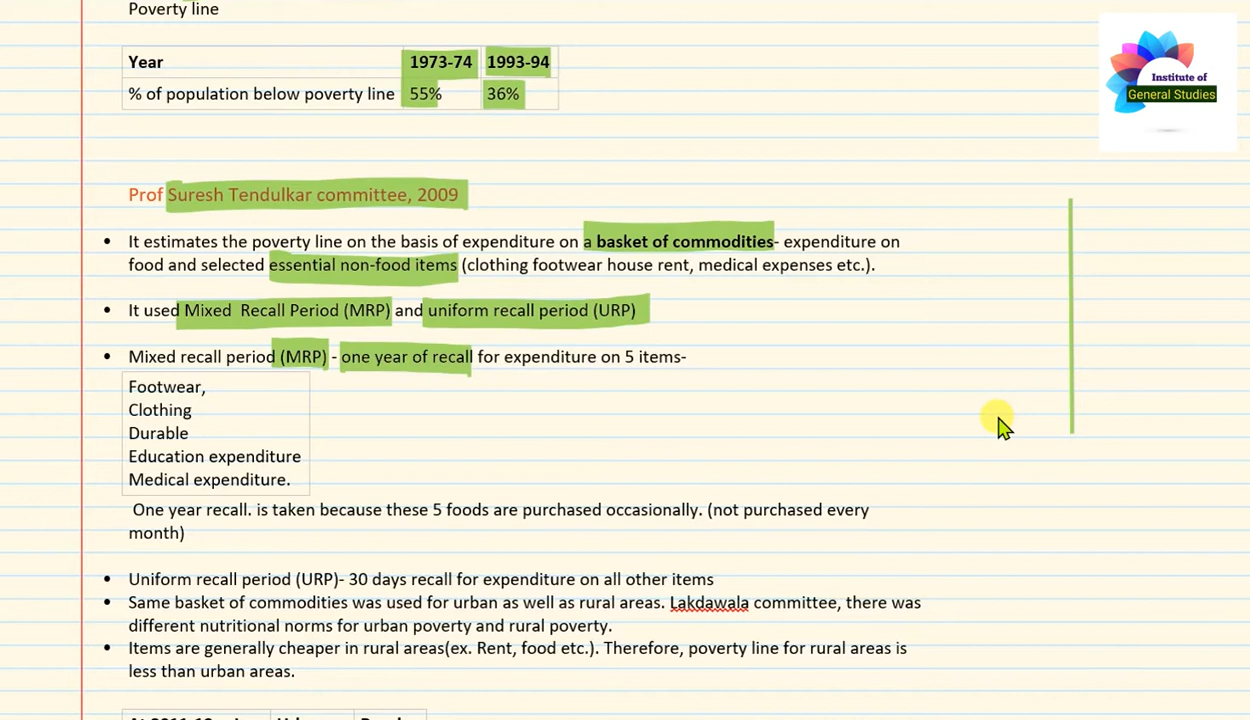 Poverty line
Year 1973-74 1993-94
% of population below poverty line 55% 36%
Institute of
General Studies
Prof Suresh Tendulkar committee, 2009
• It estimates the poverty line on the basis of expenditure on a basket of commodities- expenditure on
food and selected essential non-food items (clothing footwear house rent, medical expenses etc.).
• It used Mixed Recall Period (MRP) and uniform recall period (URP)
• Mixed recall period (MRP) - one year of recall for expenditure on 5 items-
Footwear,
Clothing
Durable
Education expenditure
Medical expenditure.
One year recall. is taken because these 5 foods are purchased occasionally. (not purchased every
month)
• Uniform recall period (URP)- 30 days recall for expenditure on all other items
• Same basket of commodities was used for urban as well as rural areas. Lakdawala committee, there was
different nutritional norms for urban poverty and rural poverty.
• Items are generally cheaper in rural areas(ex. Rent, food etc.). Therefore, poverty line for rural areas is
less than urban areas.